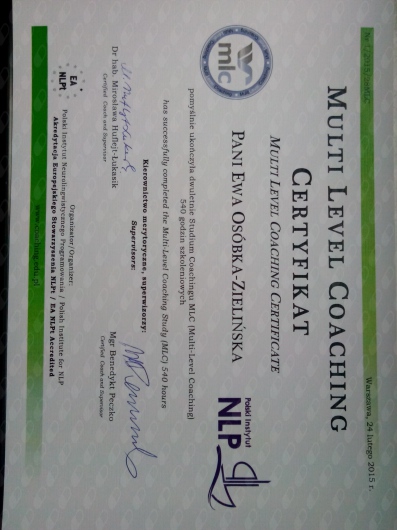 Warszawa, 24 lutego 2015 r.
MULTI LEVEL COACHING
CERTYFIKAT
MULTI LEVEL COACHING CERTIFICATE
mlc
PANI EWA OSÓBKA-ZIELIŃSKA
Polski Instytut
NLP
pomyślnie ukończyła dwuletnie Studium Coachingu MLC (Multi-Level Coaching)
540 godzin szkoleniowych
has successfully completed the Multi-Level Coaching Study (MLC) 540 hours
Kierownictwo merytoryczne, superwizorzy:
Supervisors:
Dr hab. Mirosława Huflejt-Łukasik
Certified Coach and Supervisor
Mgr Benedykt Peczko
Certified Coach and Supervisor
Organizator/Organizer:
Polski Instytut Neurolingwistycznego Programowania / Polish Institute for NLP
Akredytacja Europejskiego Stowarzyszenia NLPt / EA NLPt Accredited
EA
NLPt
www.coaching.edu.pl